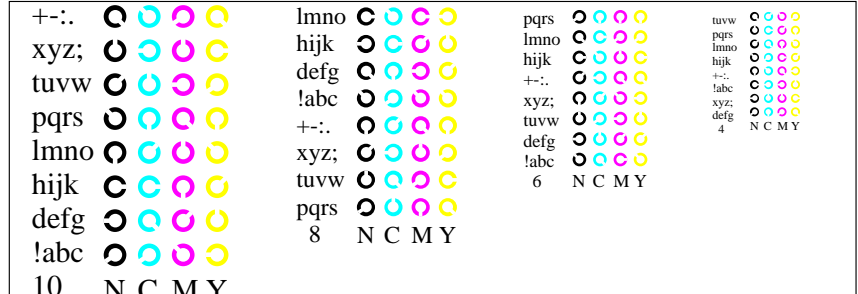 +-:.
xyz;
tuvw
pqrs
lmno
hijk
defg
!abc
10 N C M Y
lmno
hijk
defg
!abc
+-:.
xyz;
tuvw
pqrs
8 N C M Y
pqrs
lmno
hijk
+-:.
xyz;
tuvw
defg
!abc
6 N C M Y
tuvw
pqrs
lmno
hijk
+-:.
!abc
xyz;
defg
4 N C M Y